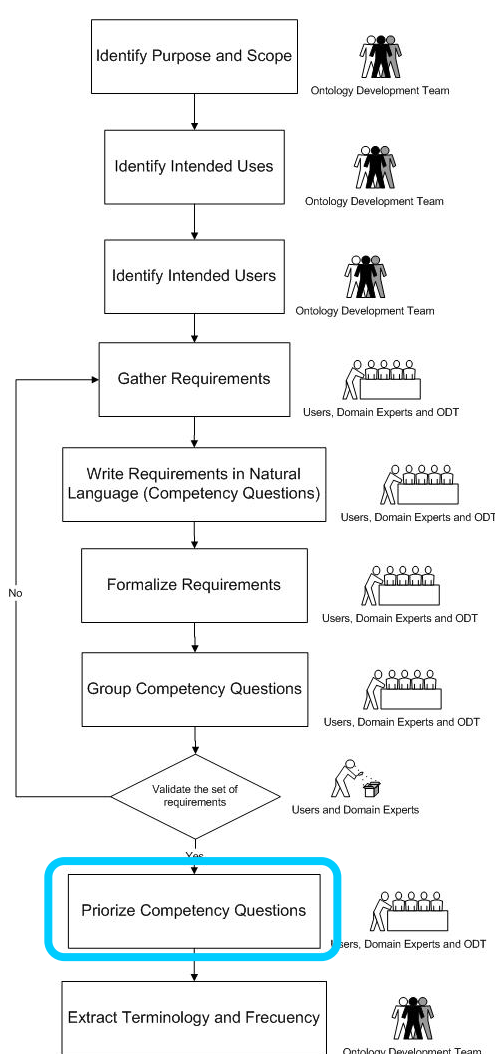 Identify Purpose and Scope
Ontology Development Team
Identify Intended Uses
Ontology Development Team
Identify Intended Users
Ontology Development Team
Gather Requirements
Users, Domain Experts and ODT
Write Requirements in Natural
Language (Competency Questions)
Users, Domain Experts and ODT
Formalize Requirements
Users, Domain Experts and ODT
No
Group Competency Questions
Users, Domain Experts and ODT
Validate the set of
requirements
Users and Domain Experts
Yes
Priorize Competency Questions
Users, Domain Experts and ODT
Extract Terminology and Frecuency
Ontology Development Team